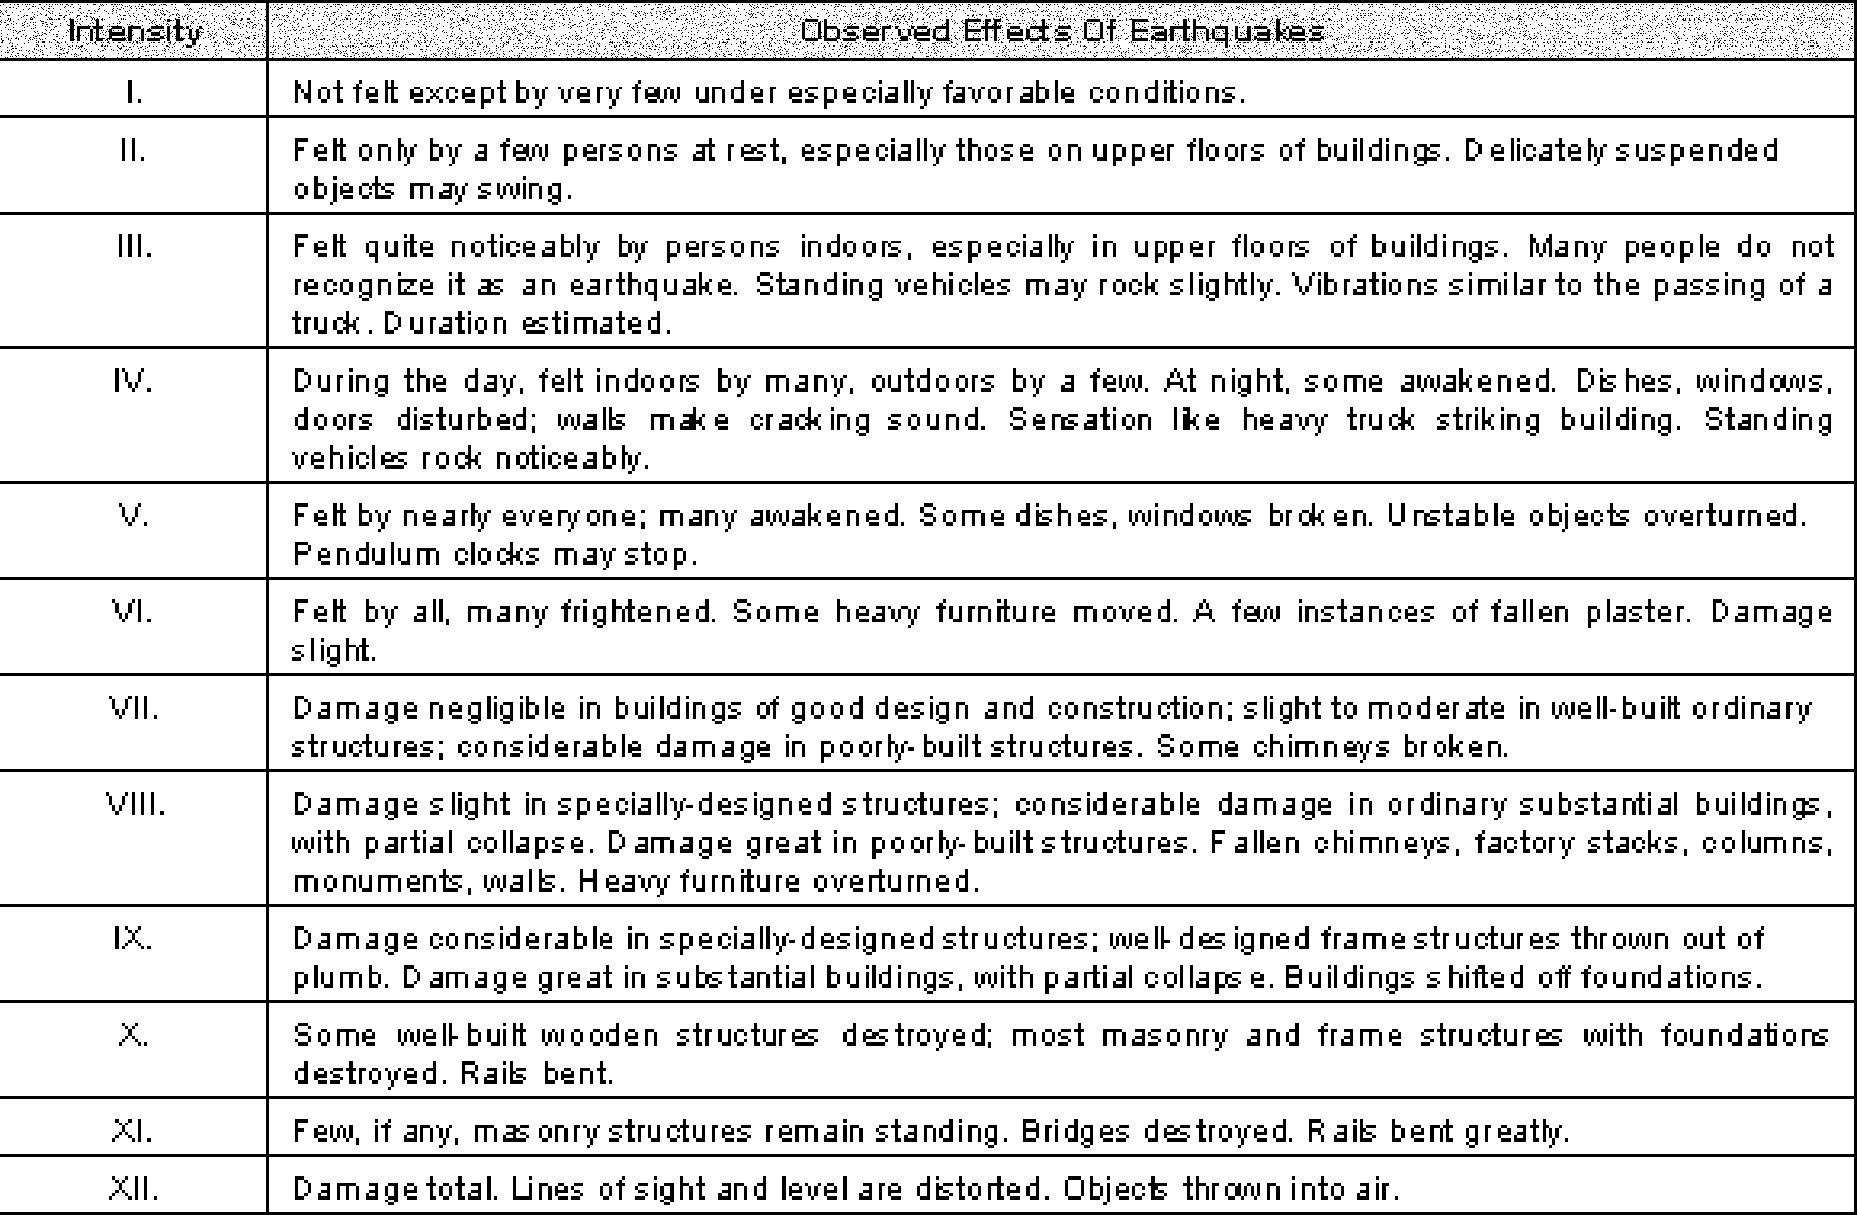 Intensity Observed Effects Of Earthquakes
I. Not felt except by very few under especially favorable conditions.
II. Felt only by a few persons at rest, especially those on upper floors of buildings. Delicately suspended
objects may swing.
III. Felt quite noticeably by persons indoors, especially in upper floors of buildings. Many people do not
recognize it as an earthquake. Standing vehicles may rock slightly. Vibrations similar to the passing of a
truck. Duration estimated.
IV. During the day, felt indoors by many, outdoors by a few. At night, some awakened. Dishes, windows,
doors disturbed; walls make cracking sound. Sensation like heavy truck striking building. Standing
vehicles rock noticeably.
V. Felt by nearly everyone; many awakened. Some dishes, windows broken. Unstable objects overturned.
Pendulum clocks may stop.
VI. Felt by all, many frightened. Some heavy furniture moved. A few instances of fallen plaster. Damage
slight.
VII. Damage negligible in buildings of good design and construction; slight to moderate in well-built ordinary
structures; considerable damage in poorly-built structures. Some chimneys broken.
VIII. Damage slight in specially-designed structures; considerable damage in ordinary substantial buildings,
with partial collapse. Damage great in poorly-built structures. Fallen chimneys, factory stacks, columns,
monuments, walls. Heavy furniture overturned.
IX. Damage considerable in specially-designed structures; well-designed frame structures thrown out of
plumb. Damage great in substantial buildings, with partial collapse. Buildings shifted off foundations.
X. Some well-built wooden structures destroyed; most masonry and frame structures with foundations
destroyed. Rails bent.
XI. Few, if any, masonry structures remain standing. Bridges destroyed. Rails bent greatly.
XII. Damage total. Lines of sight and level are distorted. Objects thrown into air.